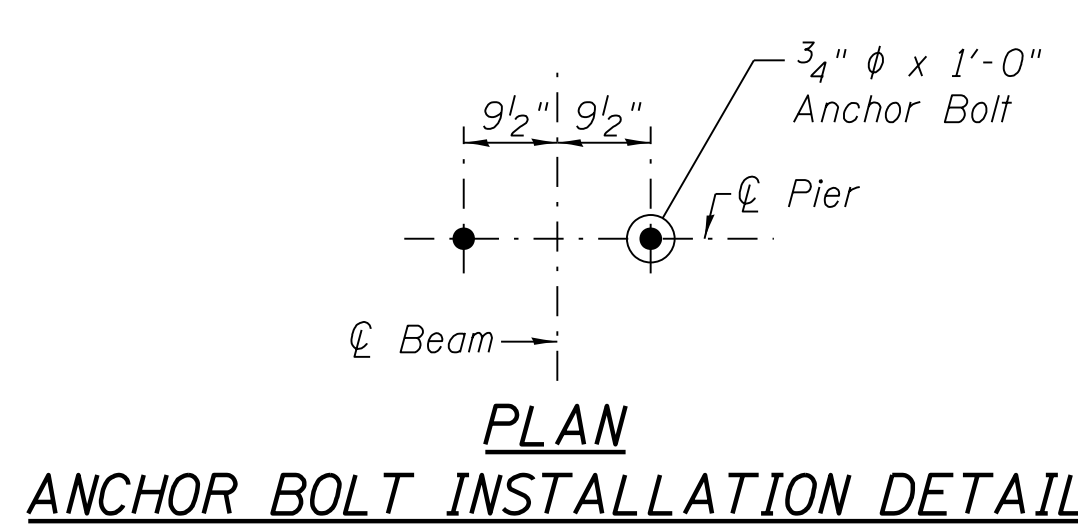 3/4" ϕ x 1'-0"
Anchor Bolt
9 1/2" 9 1/2"
℄ Pier
℄ Beam
PLAN
ANCHOR BOLT INSTALLATION DETAIL